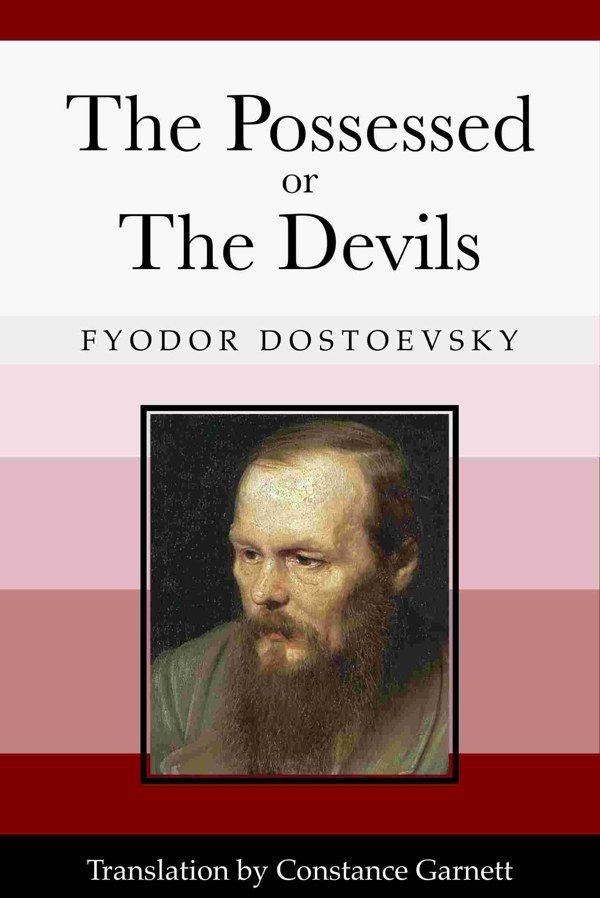 The Possessed
or
The Devils
FYODOR DOSTOEVSKY
Translation by Constance Garnett